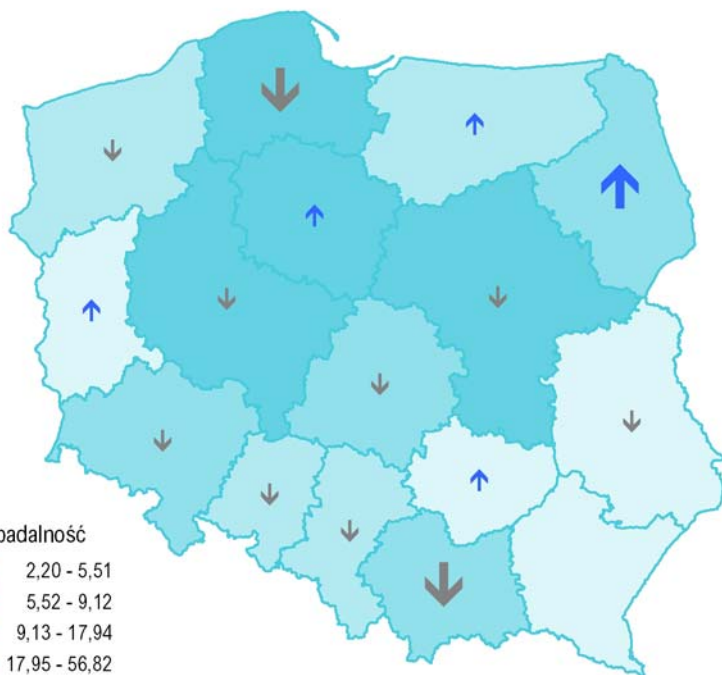 padalność
2,20 - 5,51
5,52 - 9,12
9,13 - 17,94
17,95 - 56,82